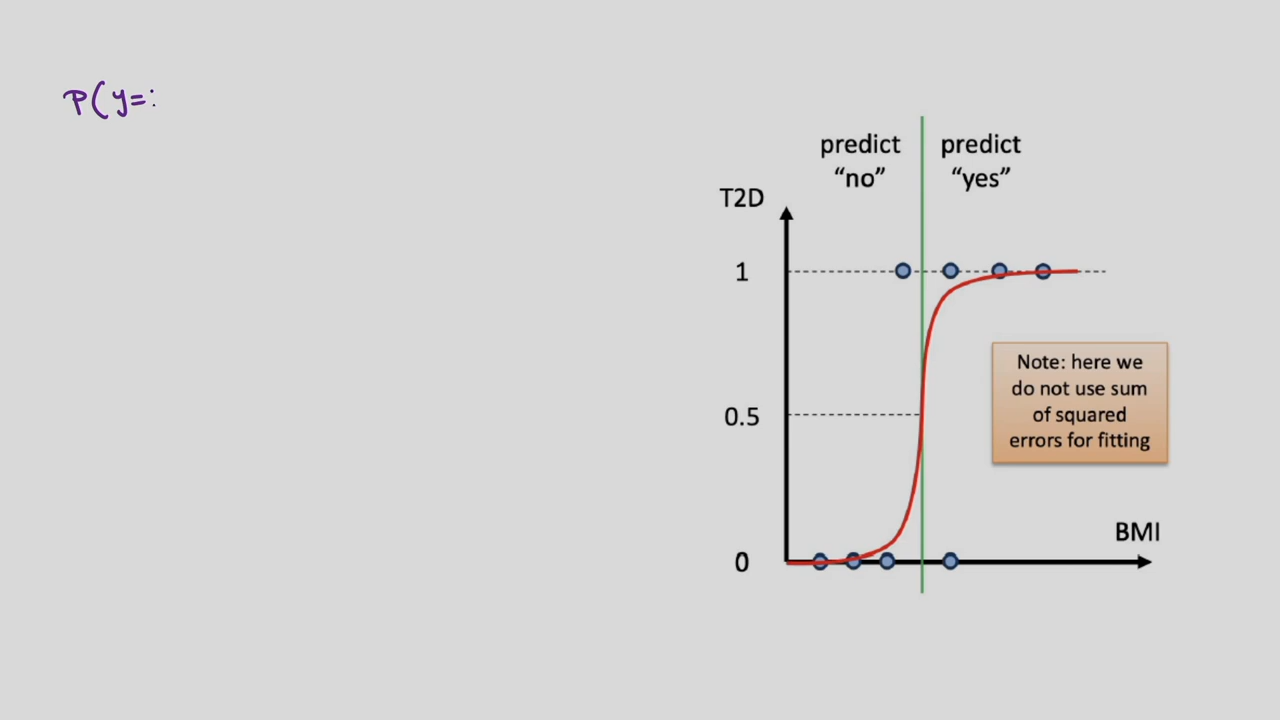 P(y=:
predict
“no”
predict
“yes”
T2D
1
0.5
0
Note: here we
do not use sum
of squared
errors for fitting
BMI